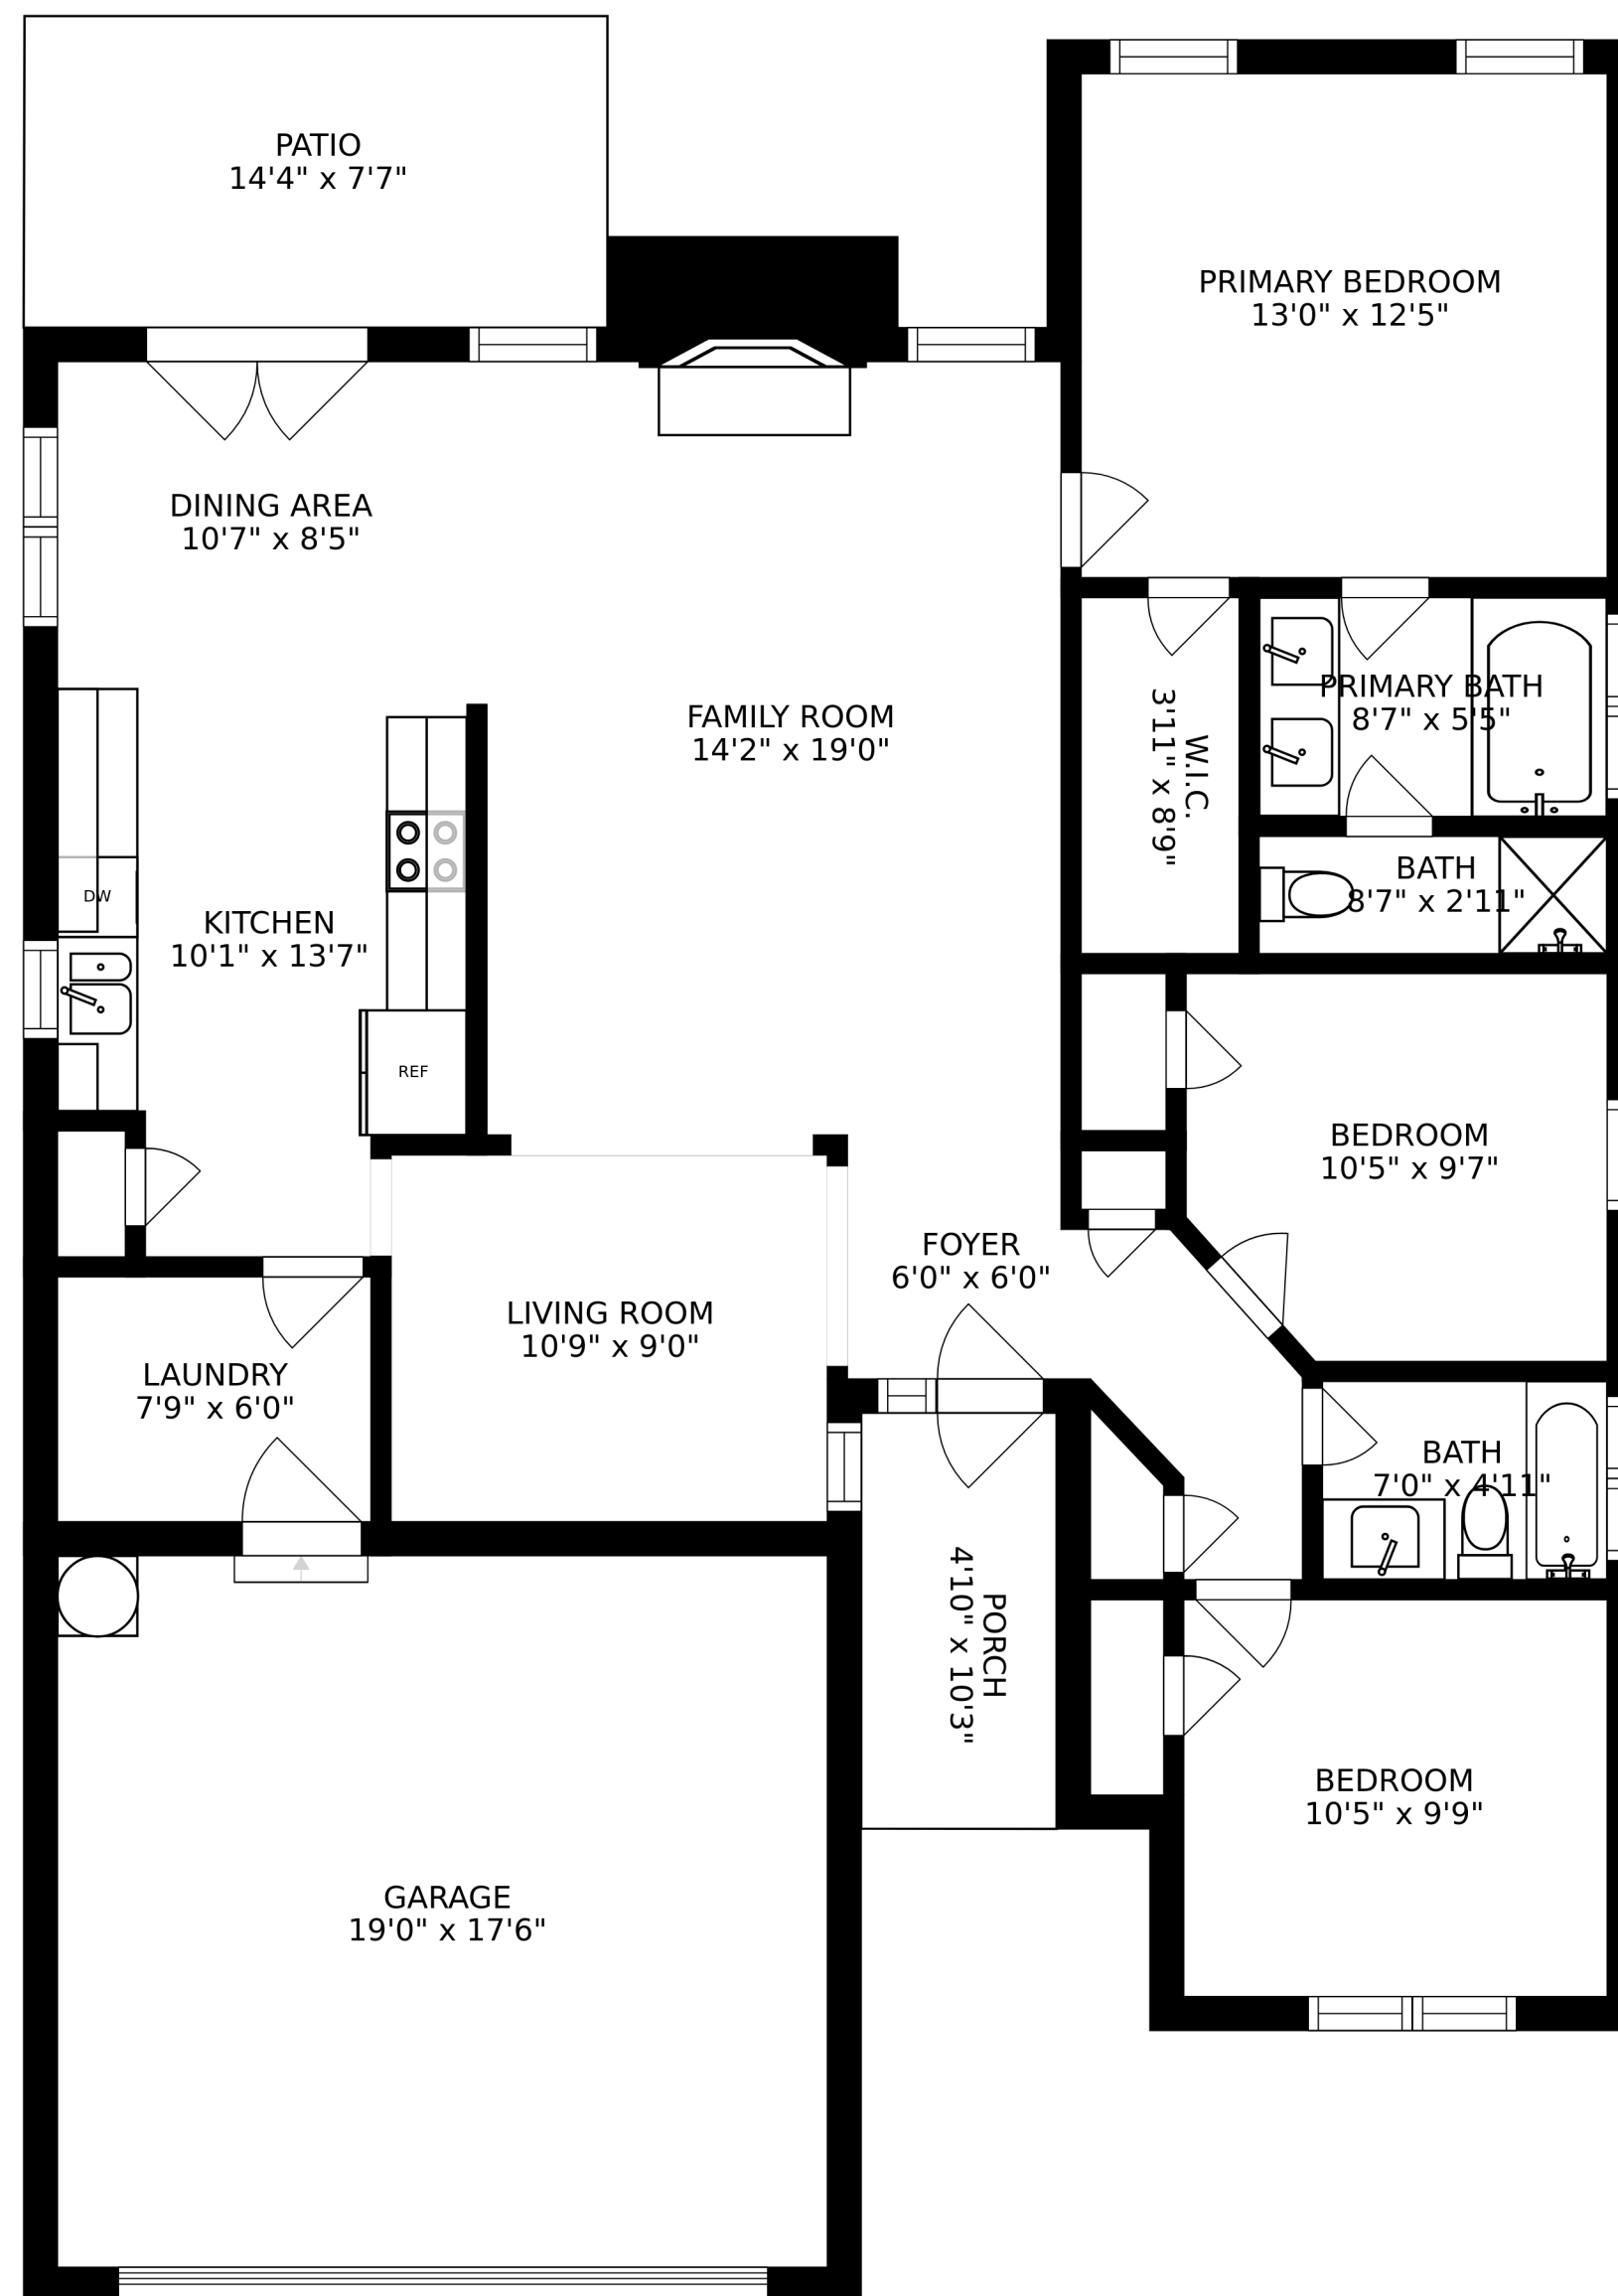 PATIO
14'4" x 7'7"
PRIMARY BEDROOM
13'0" x 12'5"
DINING AREA
10'7" x 8'5"
FAMILY ROOM
14'2" x 19'0"
PRIMARY BATH
8'7" x 5'5"
W.I.C.
3'11" x 8'9"
BATH
8'7" x 2'11"
DW
KITCHEN
10'1" x 13'7"
REF
BEDROOM
10'5" x 9'7"
FOYER
6'0" x 6'0"
LIVING ROOM
10'9" x 9'0"
LAUNDRY
7'9" x 6'0"
BATH
7'0" x 4'11"
PORCH
4'10" x 10'3"
BEDROOM
10'5" x 9'9"
GARAGE
19'0" x 17'6"